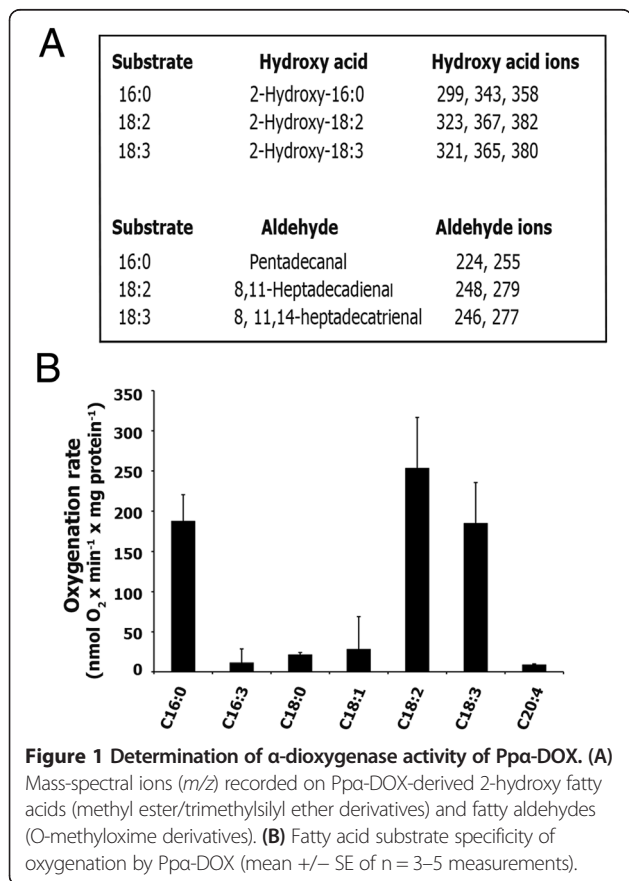 A
Substrate Hydroxy acid Hydroxy acid ions
16:0 2-Hydroxy-16:0 299, 343, 358
18:2 2-Hydroxy-18:2 323, 367, 382
18:3 2-Hydroxy-18:3 321, 365, 380
Substrate Aldehyde Aldehyde ions
16:0 Pentadecanal 224, 255
18:2 8,11-Heptadecadienal 248, 279
18:3 8, 11,14-heptadecatrienal 246, 277
B
Oxygenation rate
(nmol O₂ x min⁻¹ x mg protein⁻¹)
350
300
250
200
150
100
50
0
C16:0 C16:3 C18:0 C18:1 C18:2 C18:3 C20:4
Figure 1 Determination of α-dioxygenase activity of Ppα-DOX. (A)
Mass-spectral ions (m/z) recorded on Ppα-DOX-derived 2-hydroxy fatty
acids (methyl ester/trimethylsilyl ether derivatives) and fatty aldehydes
(O-methyloxime derivatives). (B) Fatty acid substrate specificity of
oxygenation by Ppα-DOX (mean +/− SE of n = 3–5 measurements).